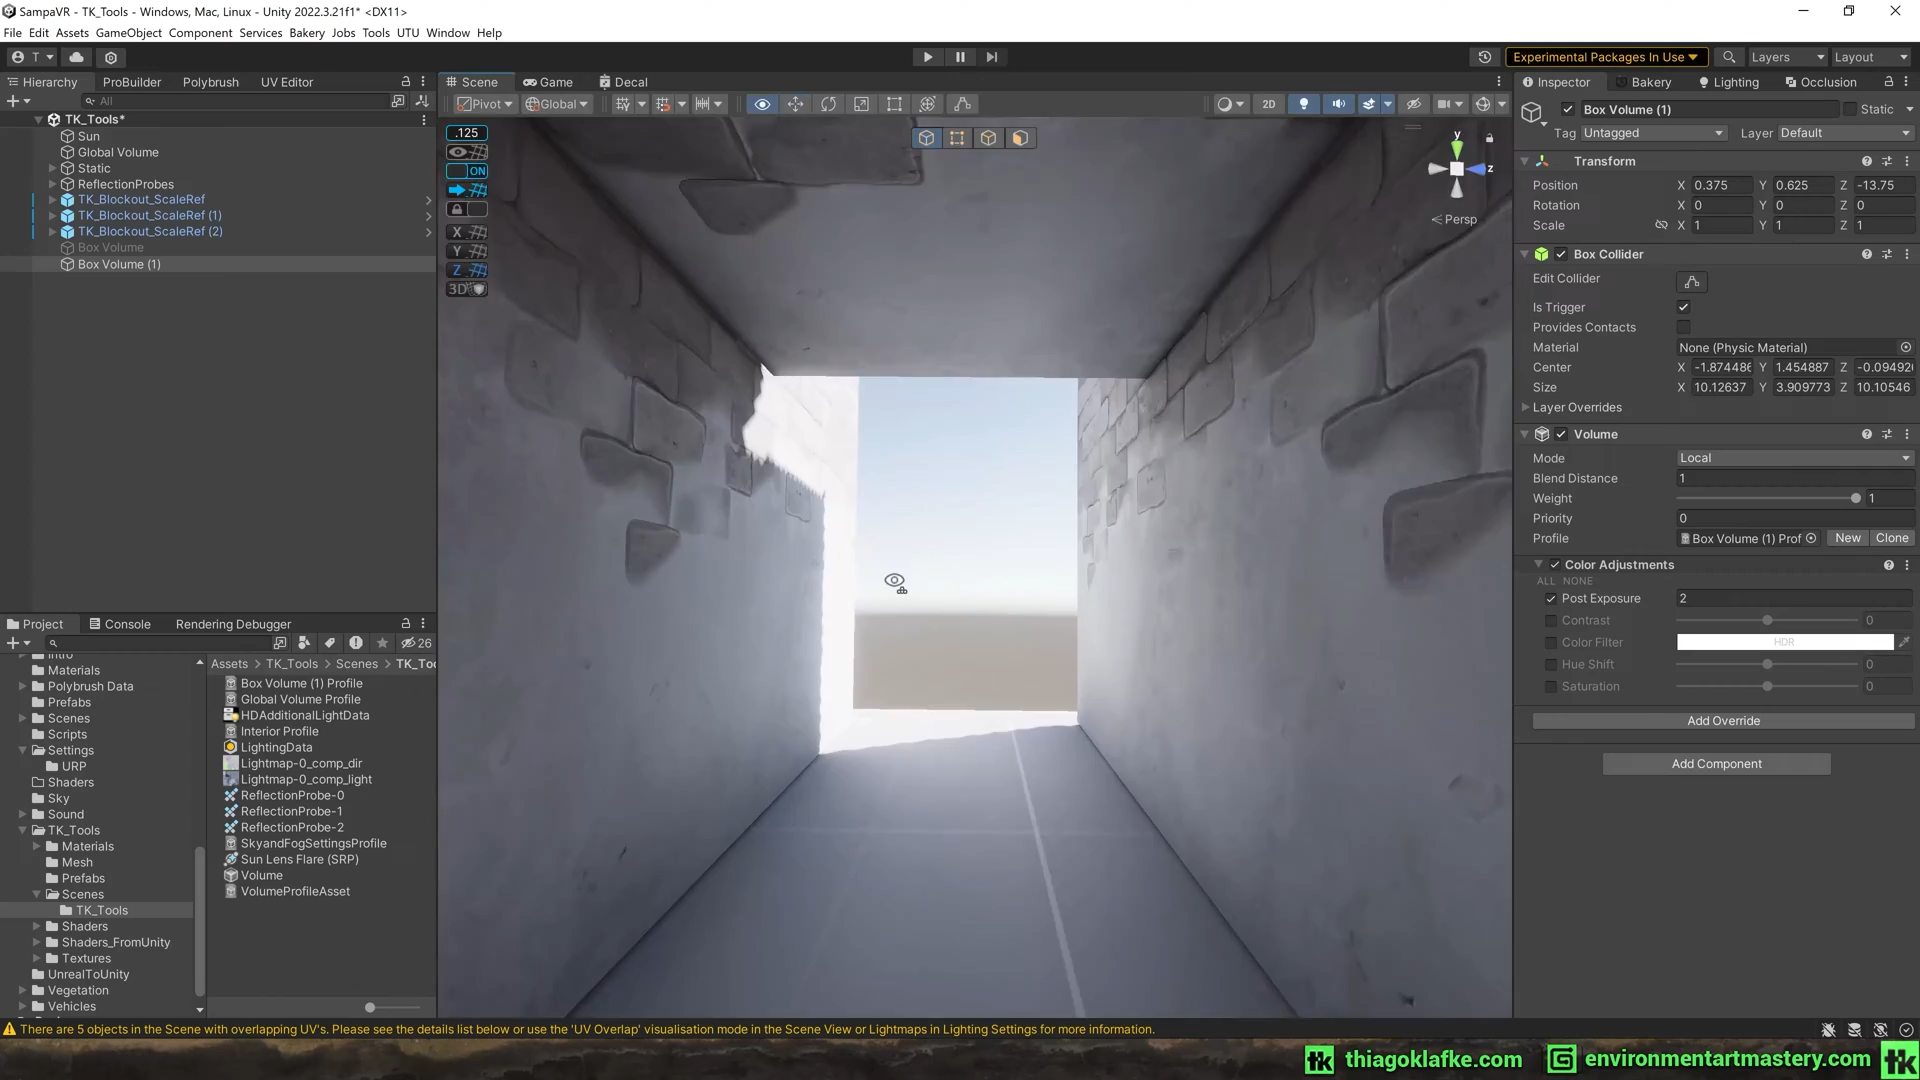 SampaVR - TK_Tools - Windows, Mac, Linux - Unity 2022.3.21f1* <DX11>
File Edit Assets GameObject Component Services Bakery Jobs Tools UTU Window Help
T
Experimental Packages In Use
Layers
Layout
Hierarchy ProBuilder Polybrush UV Editor
All
TK_Tools*
Sun
Global Volume
Static
ReflectionProbes
TK_Blockout_ScaleRef
TK_Blockout_ScaleRef (1)
TK_Blockout_ScaleRef (2)
Box Volume
Box Volume (1)
Scene Game Decal
Pivot Global
2D
.125
ON
X
Y
Z
3D
y
z
Persp
Inspector Bakery Lighting Occlusion
Box Volume (1) Static
Tag Untagged Layer Default
Transform
Position X 0.375 Y 0.625 Z -13.75
Rotation X 0 Y 0 Z 0
Scale X 1 Y 1 Z 1
Box Collider
Edit Collider
Is Trigger
Provides Contacts
Material None (Physic Material)
Center X -1.874486 Y 1.454887 Z -0.09492
Size X 10.12637 Y 3.909773 Z 10.10546
Layer Overrides
Volume
Mode Local
Blend Distance 1
Weight 1
Priority 0
Profile Box Volume (1) Prof New Clone
Color Adjustments
ALL NONE
Post Exposure 2
Contrast 0
Color Filter HDR
Hue Shift 0
Saturation 0
Add Override
Add Component
Project Console Rendering Debugger
26
Intro
Materials
Polybrush Data
Prefabs
Scenes
Scripts
Settings
URP
Shaders
Sky
Sound
TK_Tools
Materials
Mesh
Prefabs
Scenes
TK_Tools
Shaders
Shaders_FromUnity
Textures
UnrealToUnity
Vegetation
Vehicles
Assets > TK_Tools > Scenes > TK_Too
Box Volume (1) Profile
Global Volume Profile
HDAdditionalLightData
Interior Profile
LightingData
Lightmap-0_comp_dir
Lightmap-0_comp_light
ReflectionProbe-0
ReflectionProbe-1
ReflectionProbe-2
SkyandFogSettingsProfile
Sun Lens Flare (SRP)
Volume
VolumeProfileAsset
There are 5 objects in the Scene with overlapping UV's. Please see the details list below or use the 'UV Overlap' visualisation mode in the Scene View or Lightmaps in Lighting Settings for more information.
tk thiagoklafke.com environmentartmastery.com tk